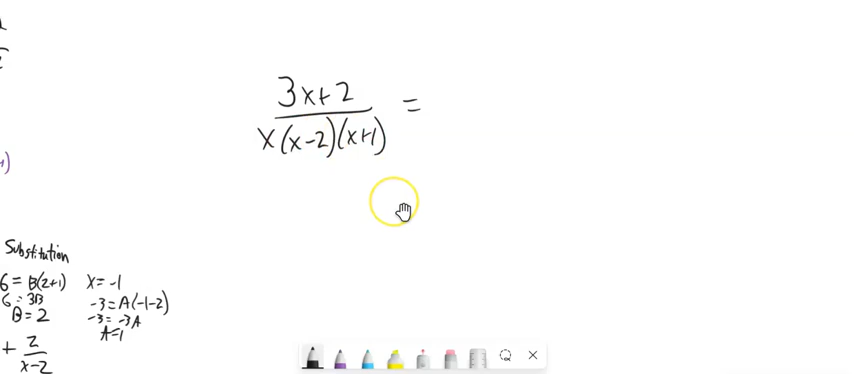 3x+2
=
x(x-2)(x+1)
Substitution
6 = B(2+1)
6 = 3B
B = 2
x = -1
-3 = A(-1-2)
-3 = -3A
A=1
+ 2
x-2